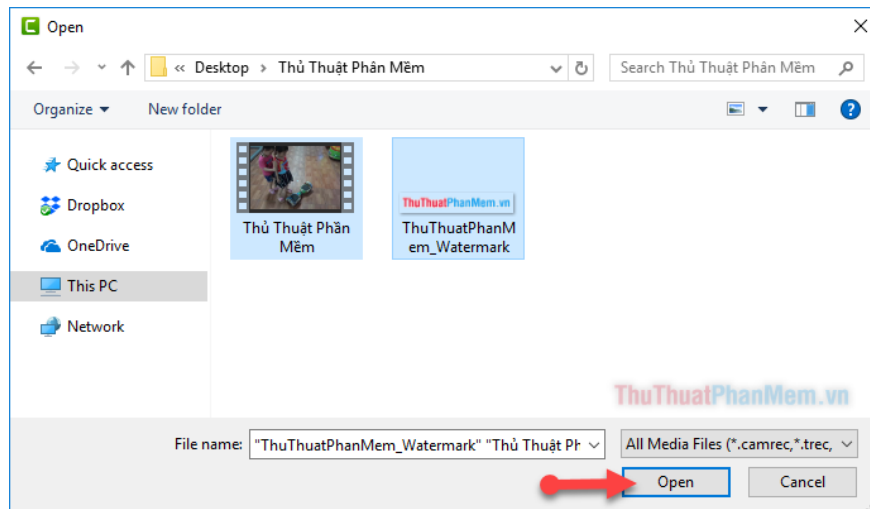 Open
« Desktop › Thủ Thuật Phân Mềm
Search Thủ Thuật Phân Mềm
Organize
New folder
Quick access
Dropbox
OneDrive
This PC
Network
Thủ Thuật Phần
Mềm
ThuThuatPhanMem.vn
ThuThuatPhanM
em_Watermark
ThuThuatPhanMem.vn
File name:
"ThuThuatPhanMem_Watermark" "Thủ Thuật Ph
All Media Files (*.camrec,*.trec,
Open
Cancel